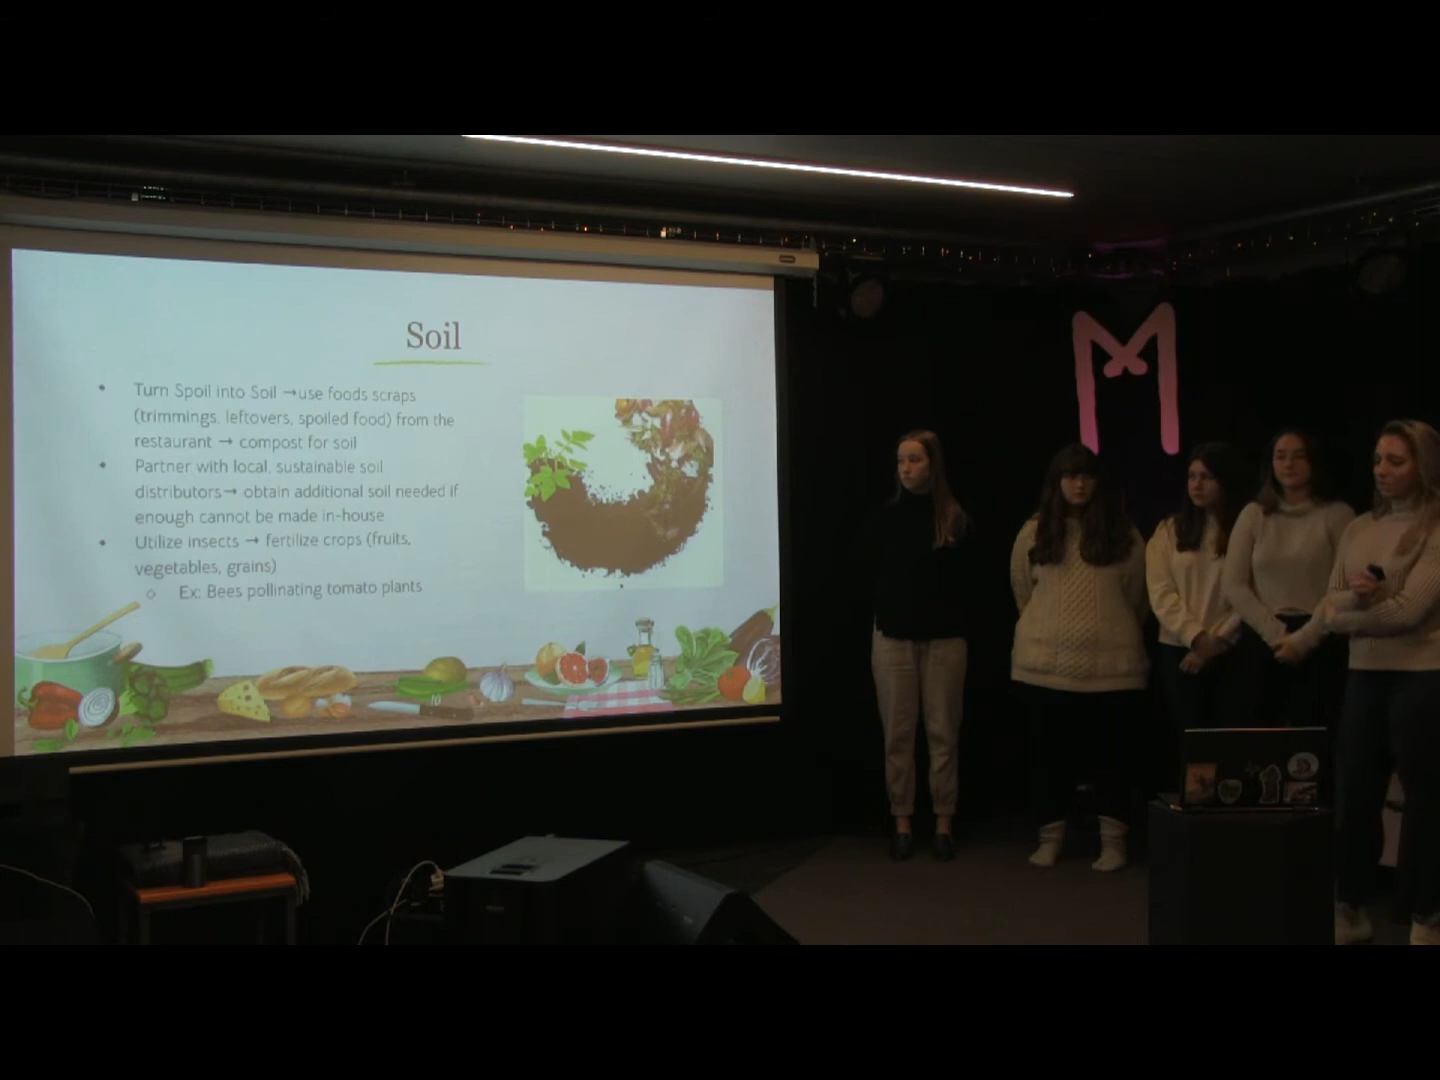 Soil
• Turn Spoil into Soil →use foods scraps
(trimmings, leftovers, spoiled food) from the
restaurant → compost for soil
• Partner with local, sustainable soil
distributors→ obtain additional soil needed if
enough cannot be made in-house
• Utilize insects → fertilize crops (fruits,
vegetables, grains)
○ Ex: Bees pollinating tomato plants
10
M